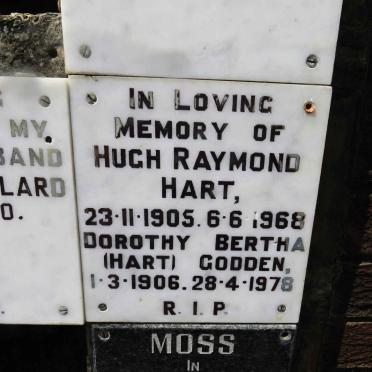 MY
BAND
LARD
O.
IN LOVING
MEMORY OF
HUGH RAYMOND
HART,
23·11·1905. 6·6·1968
DOROTHY BERTHA
(HART) GODDEN,
1·3·1906. 28·4·1978
R.I.P.
MOSS
IN